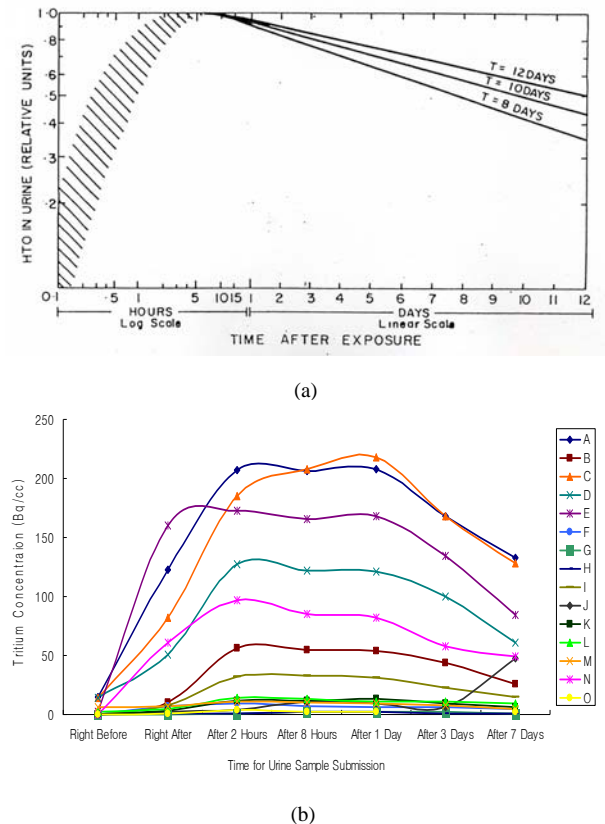 HTO IN URINE (RELATIVE UNITS)
1·0
·8
·6
·5
·4
·3
·2
T = 12 DAYS
T = 10 DAYS
T = 8 DAYS
0·1
·5 1 5 10 15 1 2 3 4 5 6 7 8 9 10 11 12
HOURS DAYS
Log Scale Linear Scale
TIME AFTER EXPOSURE
(a)
Tritium Concentraion (Bq/cc)
250
200
150
100
50
0
Right Before Right After After 2 Hours After 8 Hours After 1 Day After 3 Days After 7 Days
Time for Urine Sample Submission
A
B
C
D
E
F
G
H
I
J
K
L
M
N
O
(b)